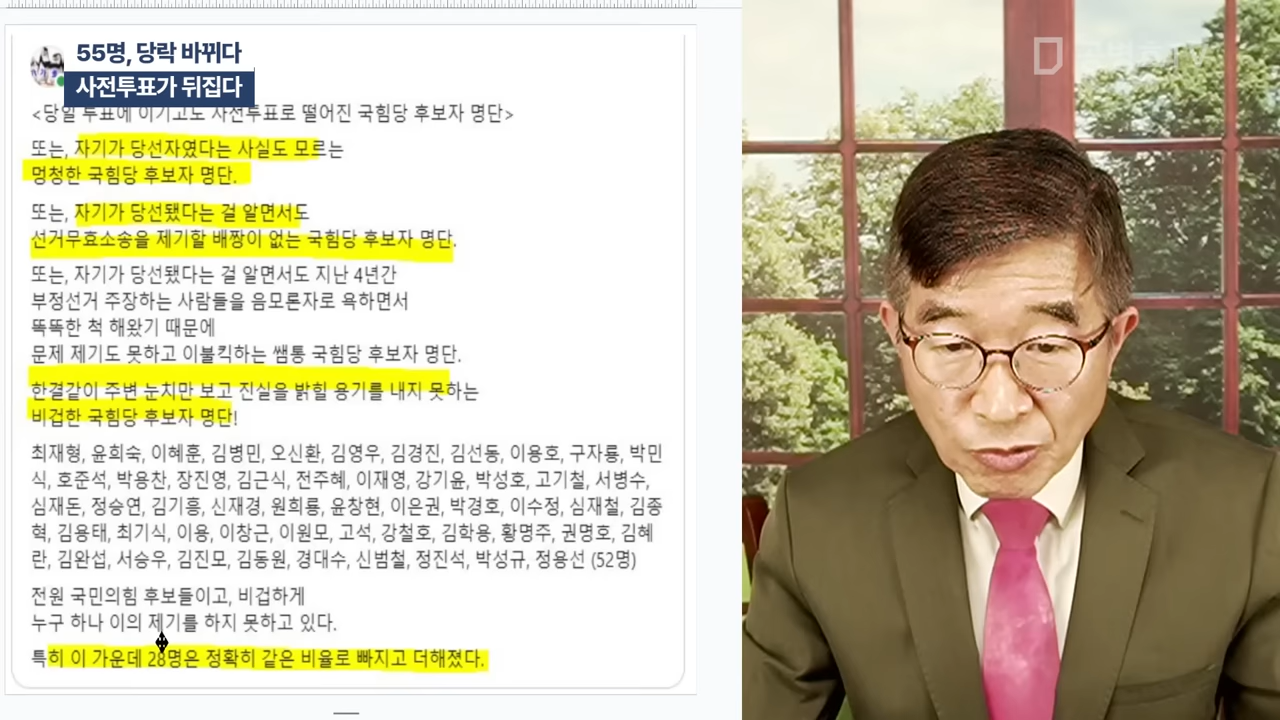 55명, 당락 바뀌다
사전투표가 뒤집다
<당일 투표에 이기고도 사전투표로 떨어진 국힘당 후보자 명단>
또는, 자기가 당선자였다는 사실도 모르는
멍청한 국힘당 후보자 명단.
또는, 자기가 당선됐다는 걸 알면서도
선거무효소송을 제기할 배짱이 없는 국힘당 후보자 명단.
또는, 자기가 당선됐다는 걸 알면서도 지난 4년간
부정선거 주장하는 사람들을 음모론자로 욕하면서
똑똑한 척 해왔기 때문에
문제 제기도 못하고 이불킥하는 쌤통 국힘당 후보자 명단.
한결같이 주변 눈치만 보고 진실을 밝힐 용기를 내지 못하는
비겁한 국힘당 후보자 명단!
최재형, 윤희숙, 이혜훈, 김병민, 오신환, 김영우, 김경진, 김선동, 이용호, 구자룡, 박민
식, 호준석, 박용찬, 장진영, 김근식, 전주혜, 이재영, 강기윤, 박성호, 고기철, 서병수,
심재돈, 정승연, 김기흥, 신재경, 원희룡, 윤창현, 이은권, 박경호, 이수정, 심재철, 김종
혁, 김용태, 최기식, 이용, 이창근, 이원모, 고석, 강철호, 김학용, 황명주, 권명호, 김혜
란, 김완섭, 서승우, 김진모, 김동원, 경대수, 신범철, 정진석, 박성규, 정용선 (52명)
전원 국민의힘 후보들이고, 비겁하게
누구 하나 이의 제기를 하지 못하고 있다.
특히 이 가운데 28명은 정확히 같은 비율로 빠지고 더해졌다.